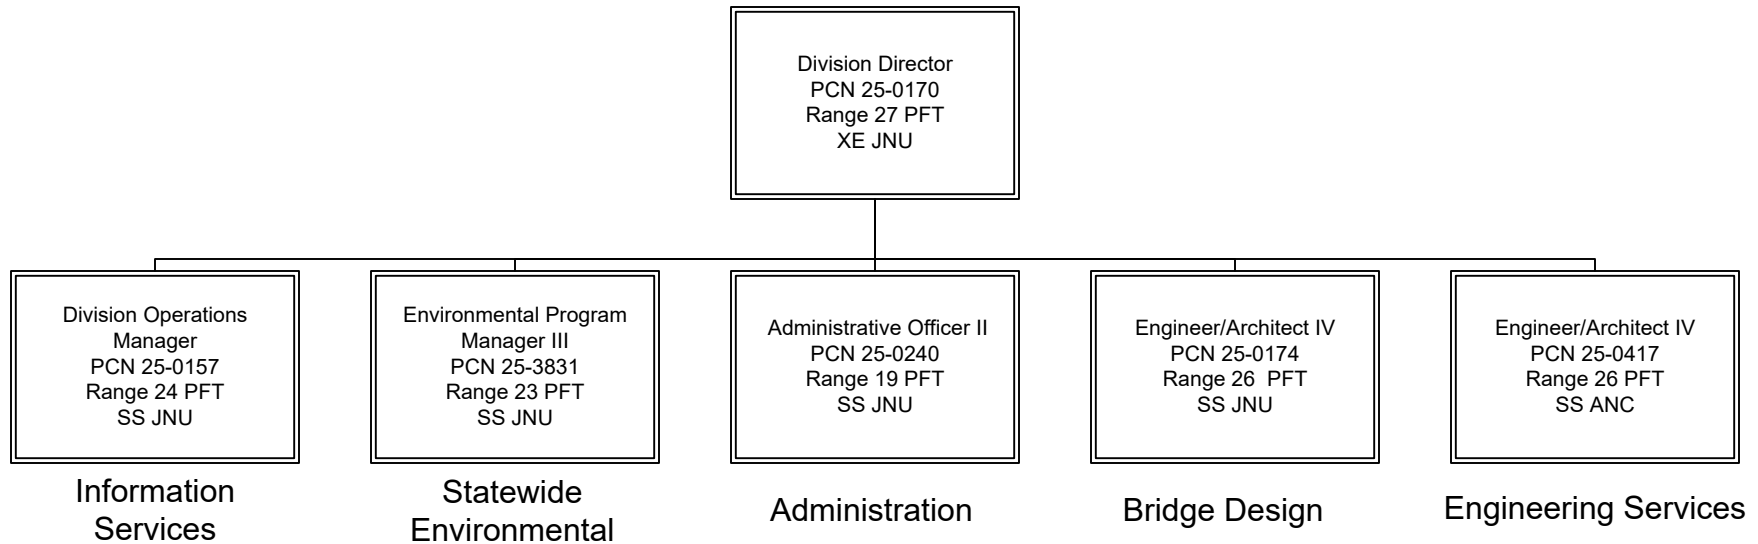 Division Director
PCN 25-0170
Range 27 PFT
XE JNU
Division Operations
Manager
PCN 25-0157
Range 24 PFT
SS JNU
Information
Services
Environmental Program
Manager III
PCN 25-3831
Range 23 PFT
SS JNU
Statewide
Environmental
Administrative Officer II
PCN 25-0240
Range 19 PFT
SS JNU
Administration
Engineer/Architect IV
PCN 25-0174
Range 26  PFT
SS JNU
Bridge Design
Engineer/Architect IV
PCN 25-0417
Range 26 PFT
SS ANC
Engineering Services